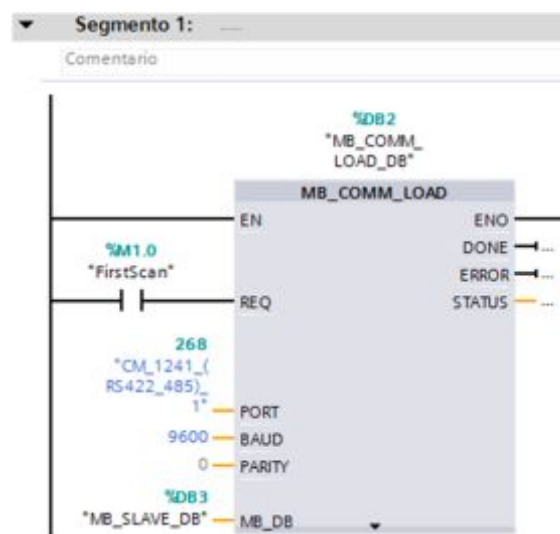 Segmento 1: ....
Comentario
%DB2
"MB_COMM_
LOAD_DB"
MB_COMM_LOAD
EN
ENO
%M1.0
"FirstScan"
DONE
...
ERROR
...
REQ
STATUS
...
268
"CM_1241_(
RS422_485)_
1"
PORT
9600
BAUD
0
PARITY
%DB3
"MB_SLAVE_DB"
MB_DB